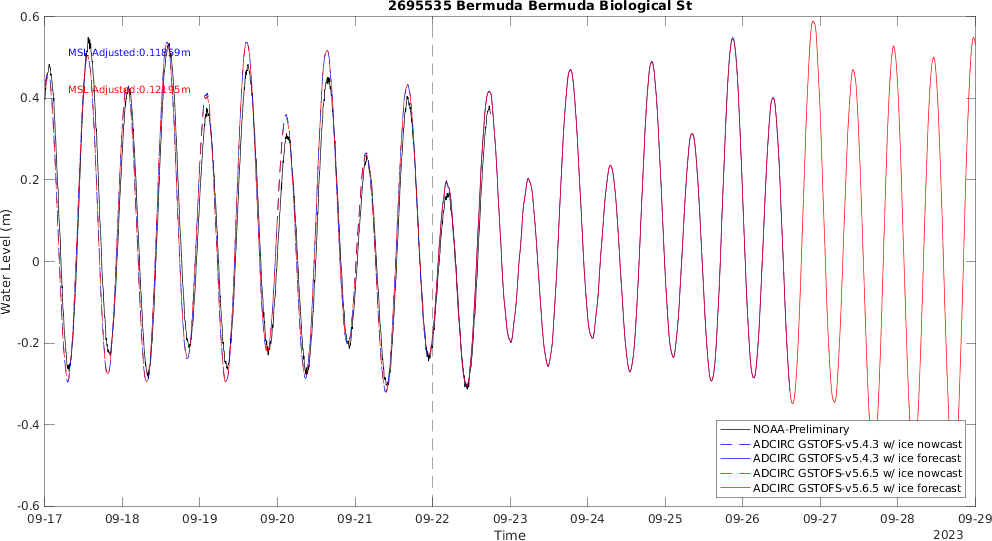 2695535 Bermuda Bermuda Biological St
0.6
0.4
0.2
0
-0.2
-0.4
-0.6
Water Level (m)
MSL Adjusted:0.11869m
MSL Adjusted:0.12195m
NOAA-Preliminary
ADCIRC GSTOFS-v5.4.3 w/ ice nowcast
ADCIRC GSTOFS-v5.4.3 w/ ice forecast
ADCIRC GSTOFS-v5.6.5 w/ ice nowcast
ADCIRC GSTOFS-v5.6.5 w/ ice forecast
09-17 09-18 09-19 09-20 09-21 09-22 09-23 09-24 09-25 09-26 09-27 09-28 09-29
Time
2023